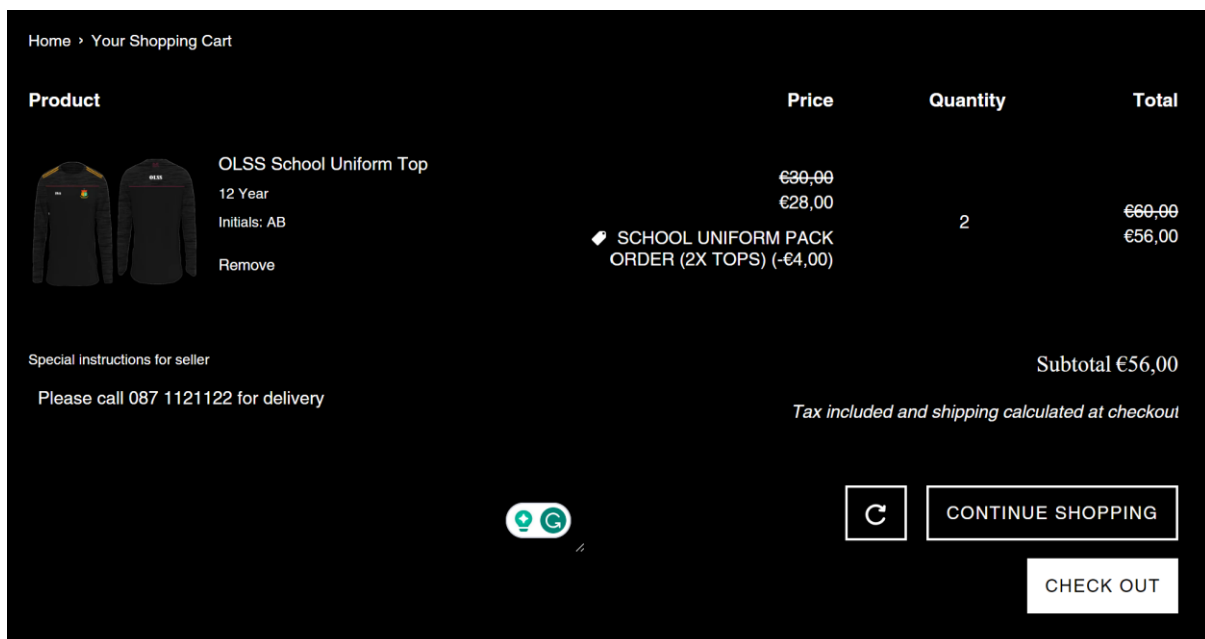 Home › Your Shopping Cart
Product Price Quantity Total
OLSS School Uniform Top
12 Year
Initials: AB
Remove
€30,00
€28,00
SCHOOL UNIFORM PACK
ORDER (2X TOPS) (-€4,00)
2
€60,00
€56,00
OLSS
Special instructions for seller
Please call 087 1121122 for delivery
Subtotal €56,00
Tax included and shipping calculated at checkout
CONTINUE SHOPPING
CHECK OUT